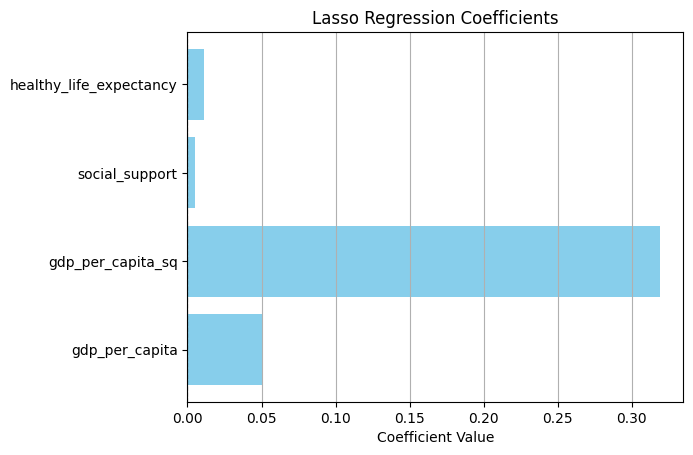 Lasso Regression Coefficients
healthy_life_expectancy
social_support
gdp_per_capita_sq
gdp_per_capita
0.00 0.05 0.10 0.15 0.20 0.25 0.30
Coefficient Value